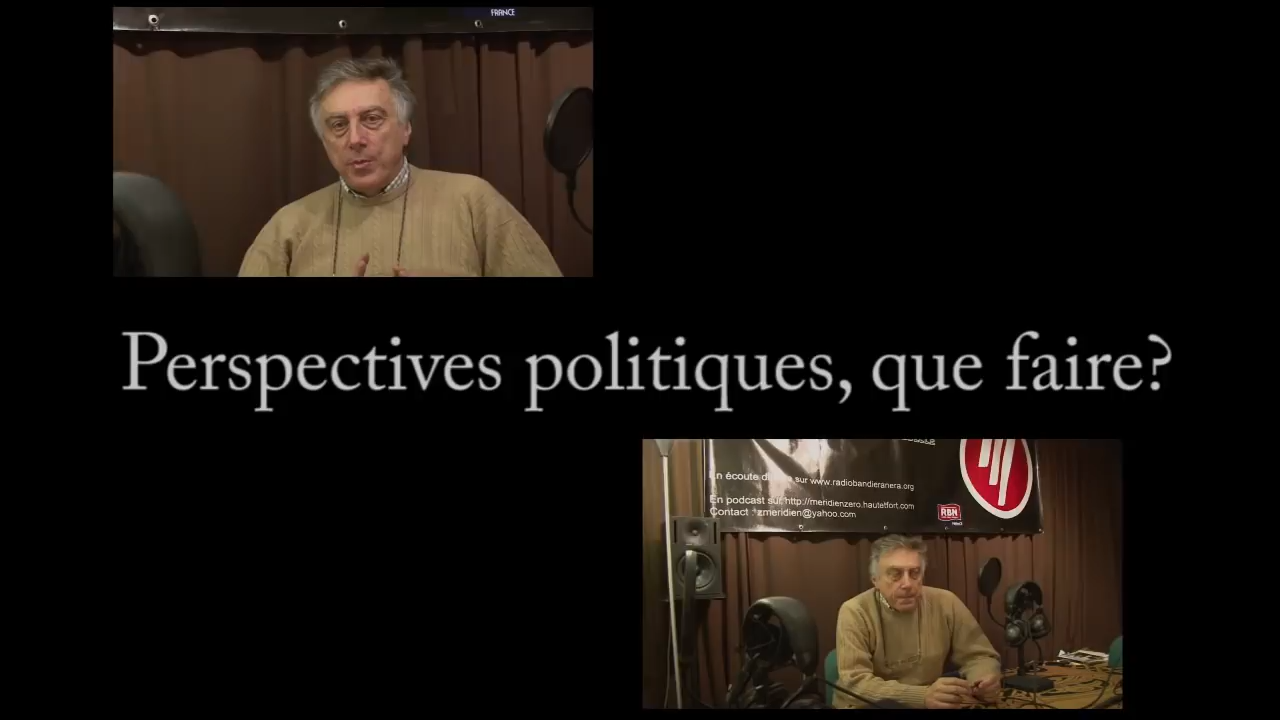 FRANCE
Perspectives politiques, que faire?
sur www.radiobandieranera.org
En podcast sur http://meridienzero.hautetfort.com
Contact : zmeridien@yahoo.com
RBN